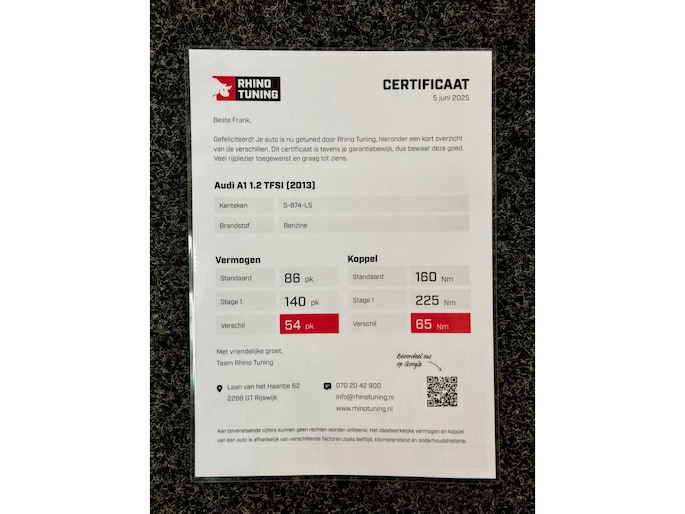 RHINO
TUNING
CERTIFICAAT
5 juni 2025
Beste Frank,
Gefeliciteerd! Je auto is nu getuned door Rhino Tuning, hieronder een kort overzicht
van de verschillen. Dit certificaat is tevens je garantiebewijs, dus bewaar deze goed.
Veel rijplezier toegewenst en graag tot ziens.
Audi A1 1.2 TFSI (2013)
Kenteken S-874-LS
Brandstof Benzine
Vermogen
Standaard 86 pk
Stage 1 140 pk
Verschil 54 pk
Koppel
Standaard 160 Nm
Stage 1 225 Nm
Verschil 65 Nm
Met vriendelijke groet,
Team Rhino Tuning
Beoordeel ons
op Google
Laan van het Haantje 82
2288 GT Rijswijk
070 20 42 900
info@rhinotuning.nl
www.rhinotuning.nl
Aan bovenstaande cijfers kunnen geen rechten worden ontleend. Het daadwerkelijke vermogen en koppel
van een auto is afhankelijk van verschillende factoren zoals leeftijd, kilometerstand en onderhoudshistorie.